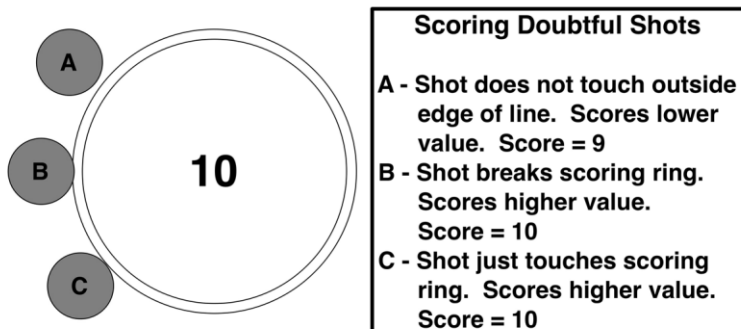 A
B
C
10
Scoring Doubtful Shots
A - Shot does not touch outside
edge of line. Scores lower
value. Score = 9
B - Shot breaks scoring ring.
Scores higher value.
Score = 10
C - Shot just touches scoring
ring. Scores higher value.
Score = 10